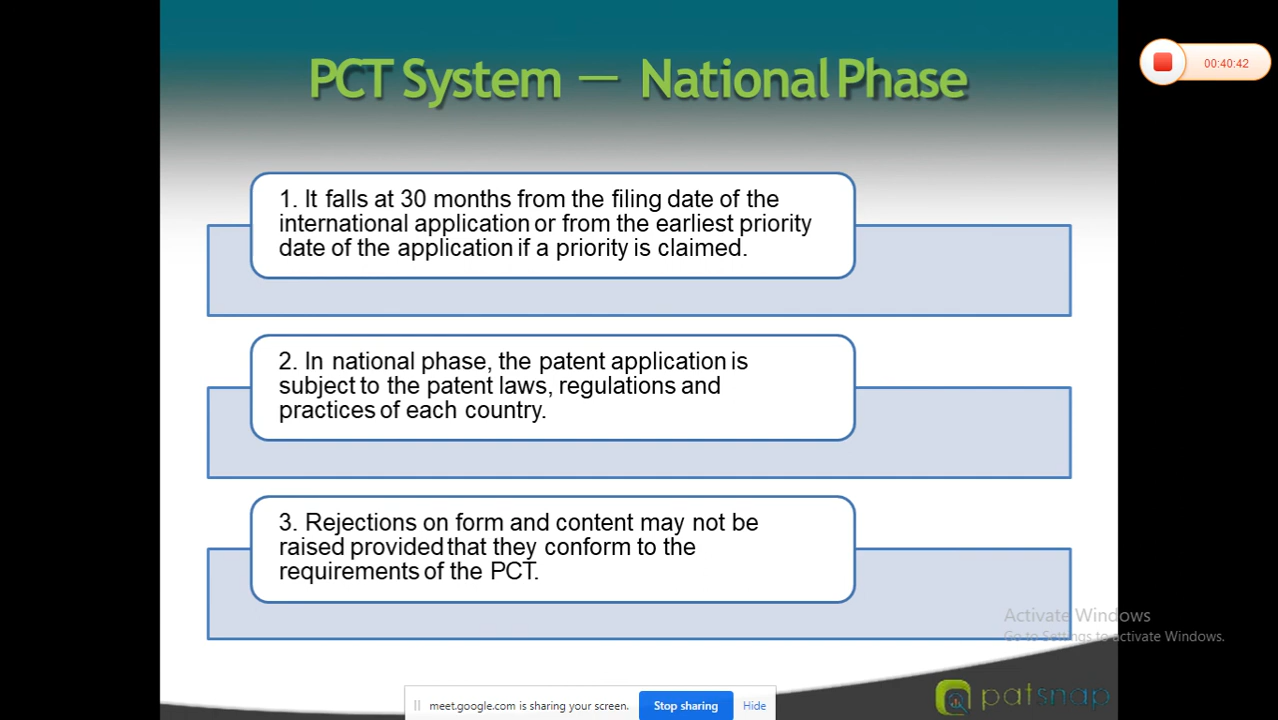 PCT System — National Phase
00:40:42
1. It falls at 30 months from the filing date of the
international application or from the earliest priority
date of the application if a priority is claimed.
2. In national phase, the patent application is
subject to the patent laws, regulations and
practices of each country.
3. Rejections on form and content may not be
raised provided that they conform to the
requirements of the PCT.
Activate Windows
Go to Settings to activate Windows.
patsnap
meet.google.com is sharing your screen.
Stop sharing
Hide